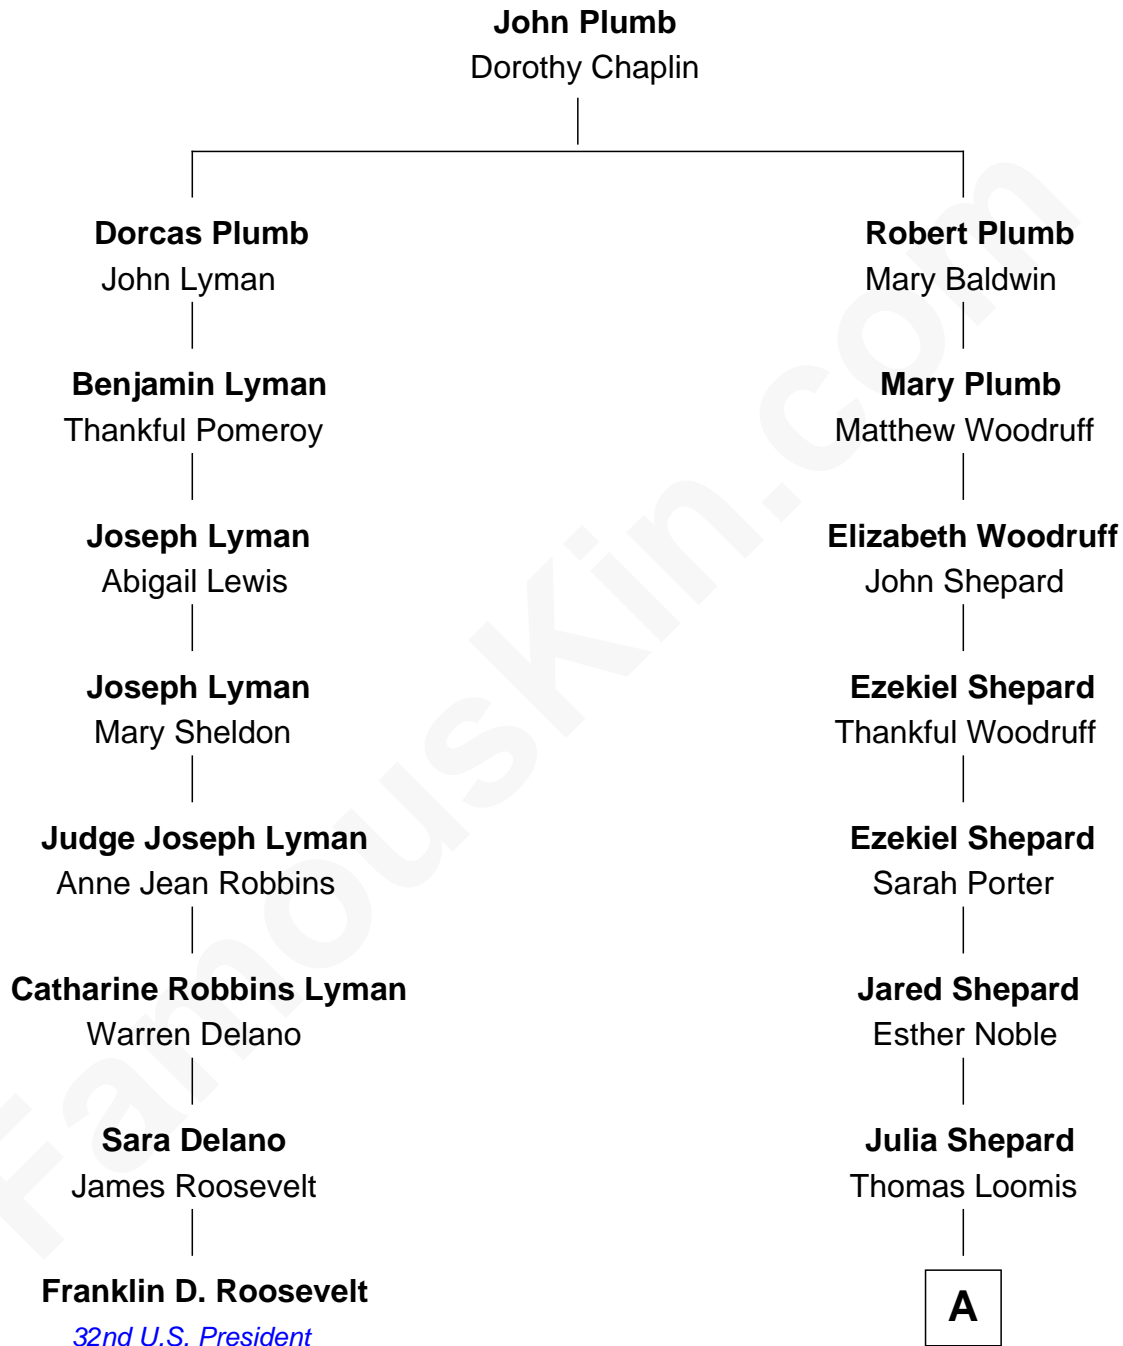 John Plumb
Dorothy Chaplin
Dorcas Plumb
John Lyman
Robert Plumb
Mary Baldwin
Benjamin Lyman
Thankful Pomeroy
Mary Plumb
Matthew Woodruff
Joseph Lyman
Abigail Lewis
Elizabeth Woodruff
John Shepard
Joseph Lyman
Mary Sheldon
Ezekiel Shepard
Thankful Woodruff
Judge Joseph Lyman
Anne Jean Robbins
Ezekiel Shepard
Sarah Porter
Catharine Robbins Lyman
Warren Delano
Jared Shepard
Esther Noble
Sara Delano
James Roosevelt
Julia Shepard
Thomas Loomis
Franklin D. Roosevelt
32nd U.S. President
A
FamousKin.com